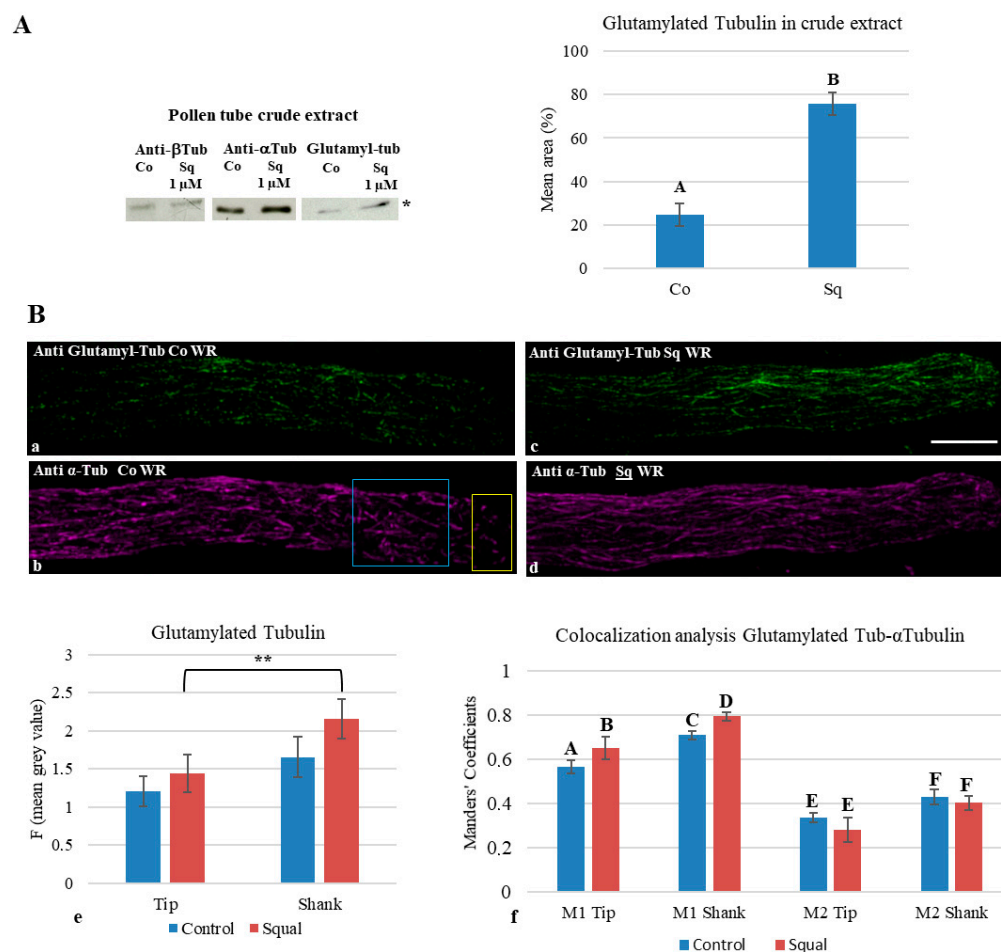 A
Pollen tube crude extract
Anti-βTub Anti-αTub Glutamyl-tub
Co Sq Co Sq Co Sq
1 µM 1 µM 1 µM
*
Glutamylated Tubulin in crude extract
Mean area (%)
100
80
60
40
20
0
A
B
Co Sq
B
Anti Glutamyl-Tub Co WR
a
Anti Glutamyl-Tub Sq WR
c
Anti α-Tub Co WR
b
Anti α-Tub Sq WR
d
Glutamylated Tubulin
F (mean grey value)
3
2.5
2
1.5
1
0.5
0
**
Tip Shank
e
Control Squal
Colocalization analysis Glutamylated Tub-αTubulin
Manders' Coefficients
1
0.8
0.6
0.4
0.2
0
A B C D E E F F
M1 Tip M1 Shank M2 Tip M2 Shank
f
Control Squal